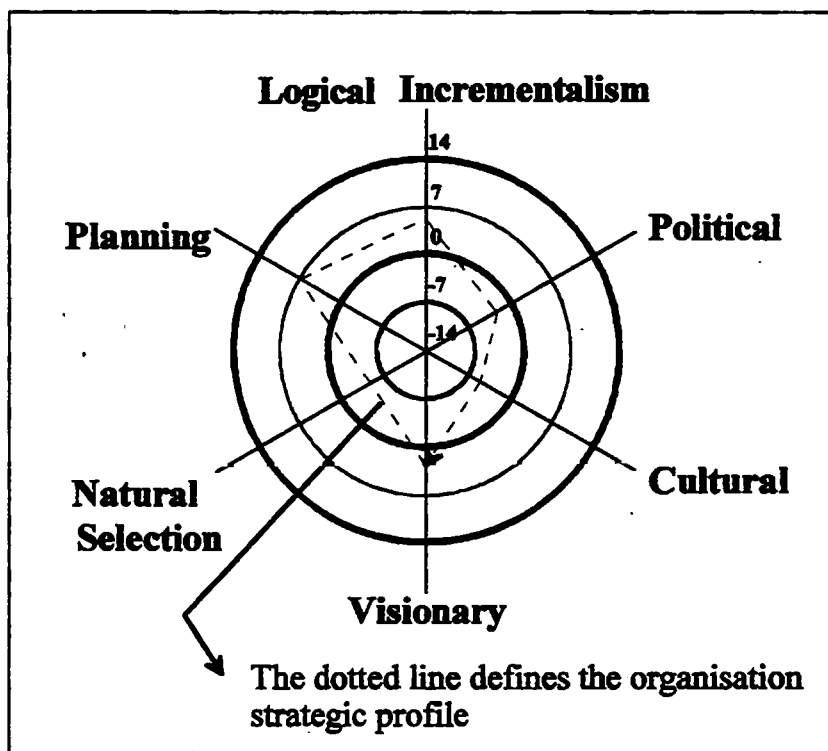 Logical Incrementalism
14
7
Planning
Political
0
-7
-14
Natural
Selection
Cultural
Visionary
The dotted line defines the organisation
strategic profile